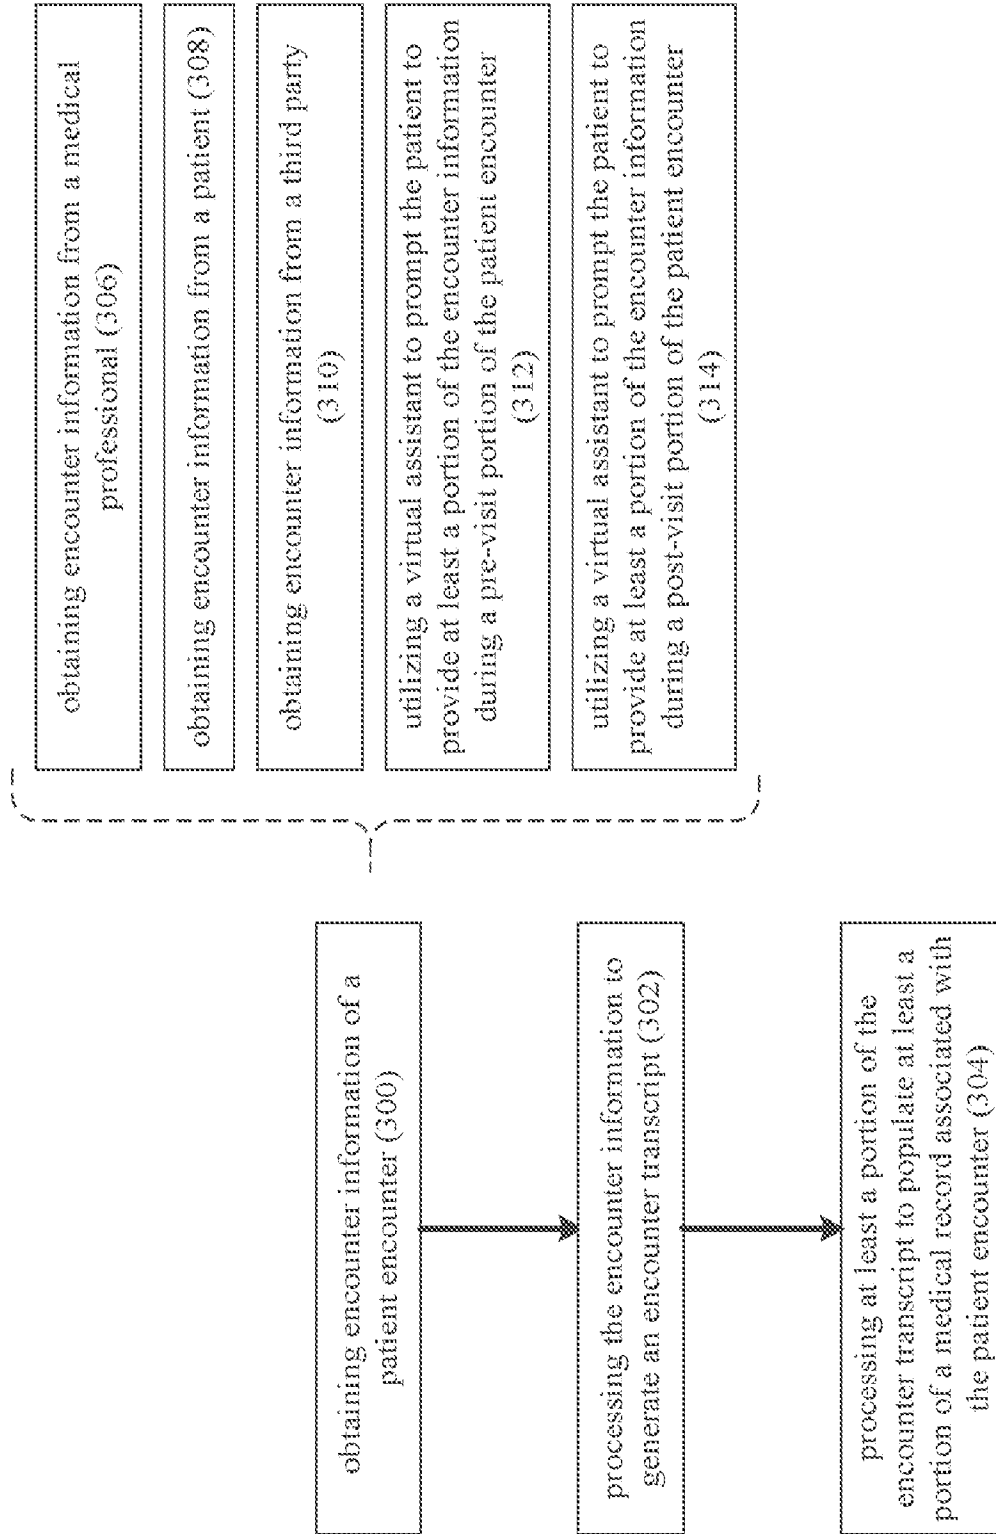 obtaining encounter information of a
patient encounter (300)
processing the encounter information to
generate an encounter transcript (302)
processing at least a portion of the
encounter transcript to populate at least a
portion of a medical record associated with
the patient encounter (304)
obtaining encounter information from a medical
professional (306)
obtaining encounter information from a patient (308)
obtaining encounter information from a third party
(310)
utilizing a virtual assistant to prompt the patient to
provide at least a portion of the encounter information
during a pre-visit portion of the patient encounter
(312)
utilizing a virtual assistant to prompt the patient to
provide at least a portion of the encounter information
during a post-visit portion of the patient encounter
(314)